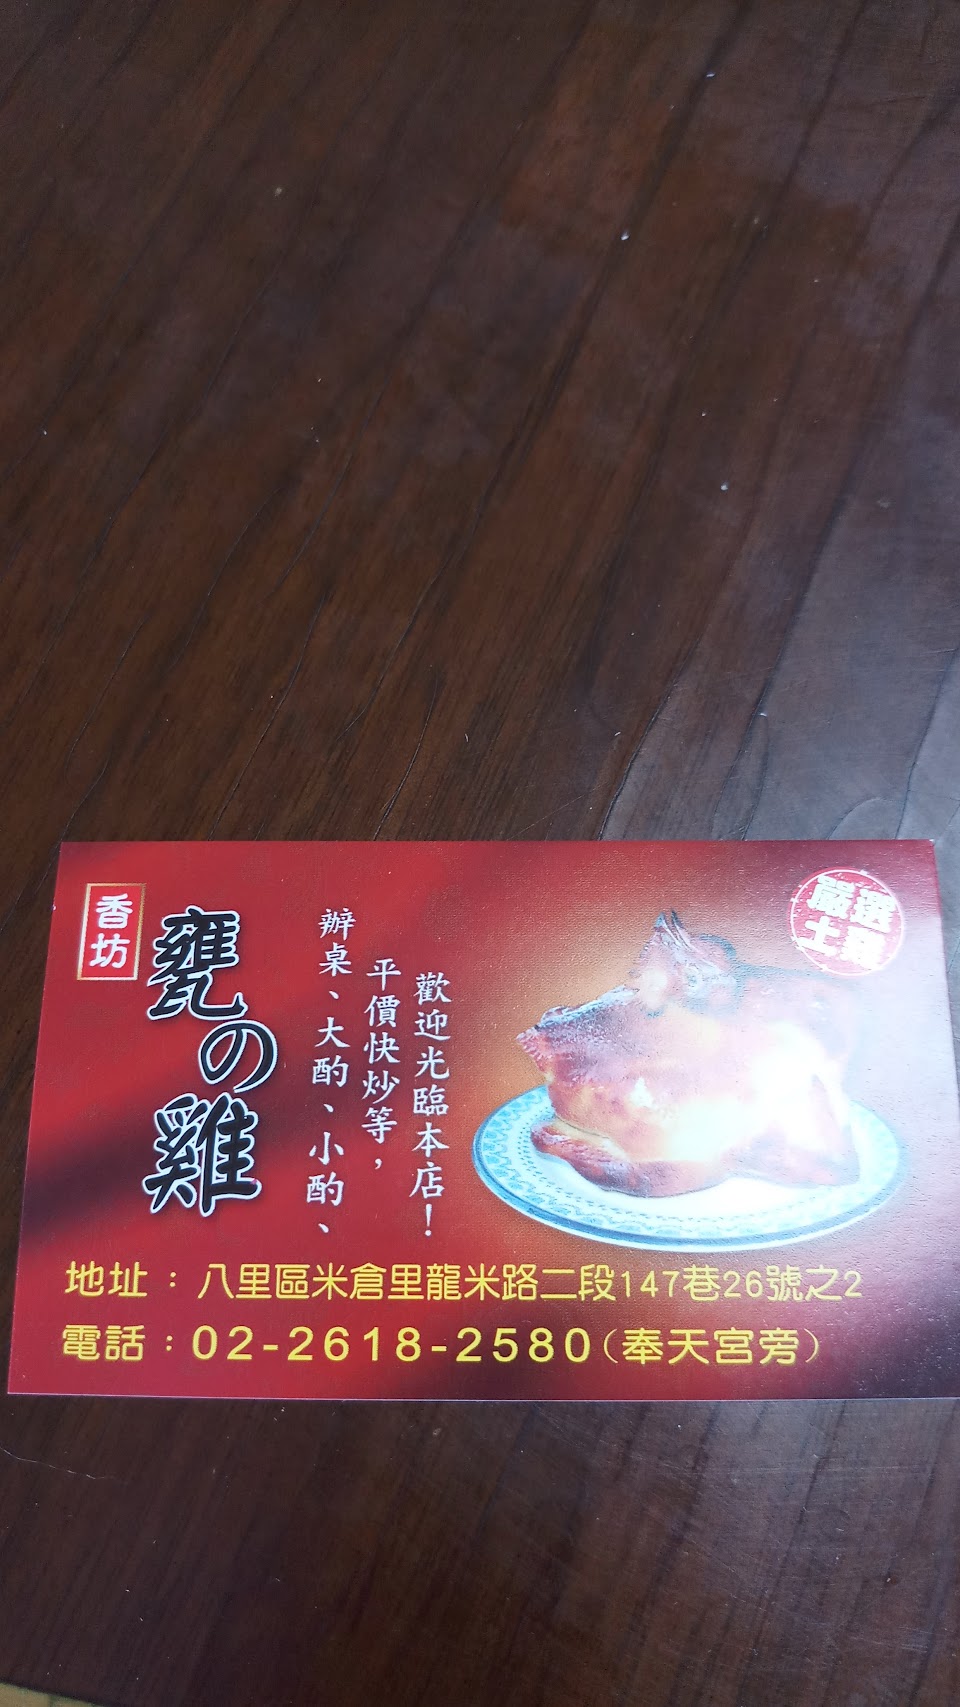 香坊
甕の雞
歡迎光臨本店！
平價快炒等，
辦桌、大酌、小酌、
嚴選
土雞
地址：八里區米倉里龍米路二段147巷26號之2
電話：02-2618-2580(奉天宮旁)